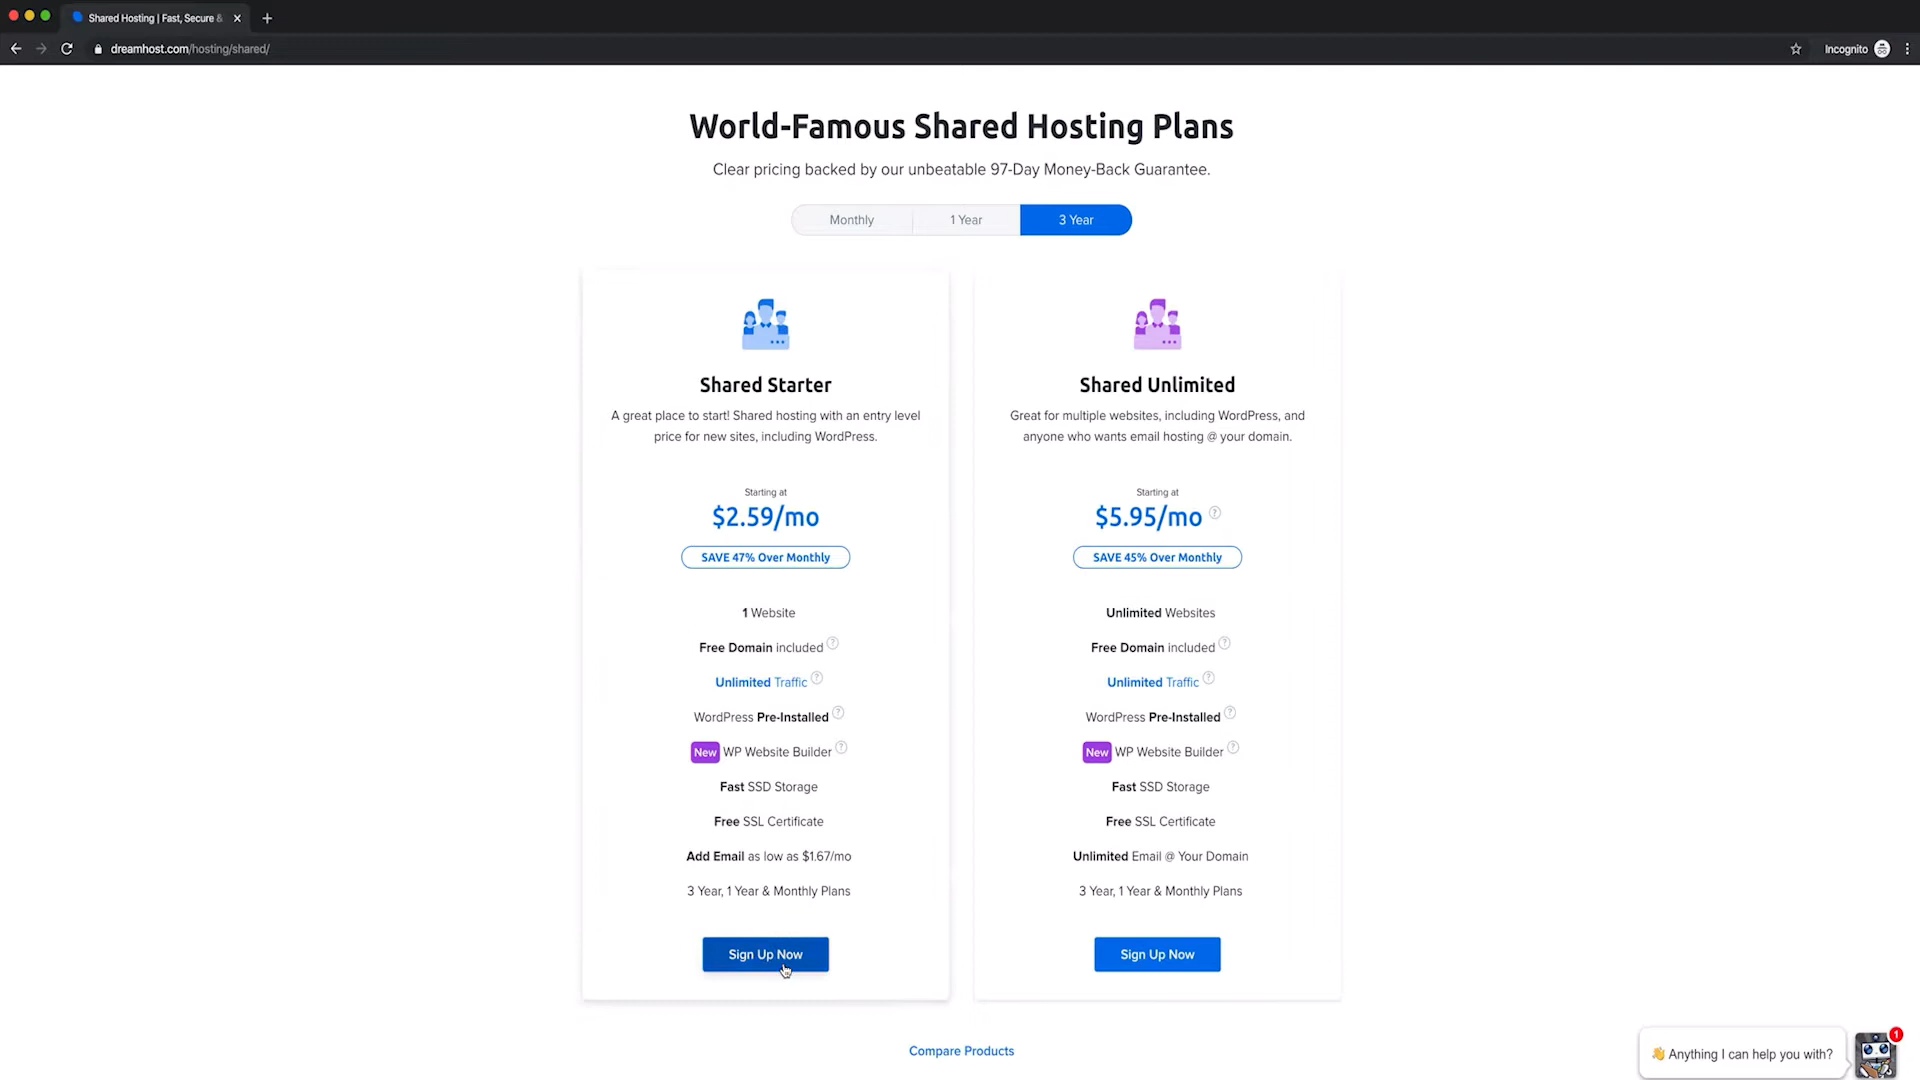 Shared Hosting | Fast, Secure &
dreamhost.com/hosting/shared/
Incognito
World-Famous Shared Hosting Plans
Clear pricing backed by our unbeatable 97-Day Money-Back Guarantee.
Monthly
1 Year
3 Year
Shared Starter
A great place to start! Shared hosting with an entry level
price for new sites, including WordPress.
Starting at
$2.59/mo
SAVE 47% Over Monthly
1 Website
Free Domain included ?
Unlimited Traffic ?
WordPress Pre-Installed ?
New WP Website Builder ?
Fast SSD Storage
Free SSL Certificate
Add Email as low as $1.67/mo
3 Year, 1 Year & Monthly Plans
Sign Up Now
Shared Unlimited
Great for multiple websites, including WordPress, and
anyone who wants email hosting @ your domain.
Starting at
$5.95/mo ?
SAVE 45% Over Monthly
Unlimited Websites
Free Domain included ?
Unlimited Traffic ?
WordPress Pre-Installed ?
New WP Website Builder ?
Fast SSD Storage
Free SSL Certificate
Unlimited Email @ Your Domain
3 Year, 1 Year & Monthly Plans
Sign Up Now
Compare Products
👋 Anything I can help you with?
1